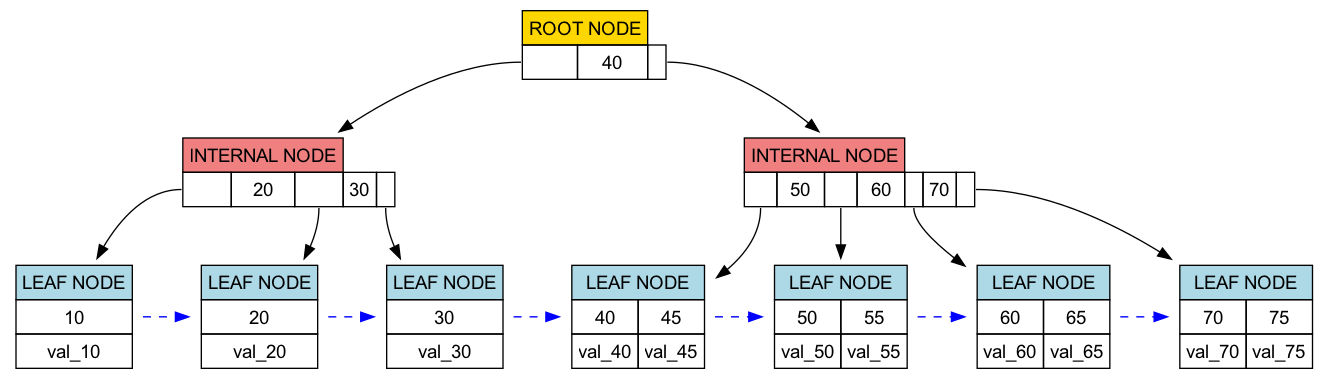 ROOT NODE
40
INTERNAL NODE
20 30
INTERNAL NODE
50 60 70
LEAF NODE
10
val_10
LEAF NODE
20
val_20
LEAF NODE
30
val_30
LEAF NODE
40 45
val_40 val_45
LEAF NODE
50 55
val_50 val_55
LEAF NODE
60 65
val_60 val_65
LEAF NODE
70 75
val_70 val_75